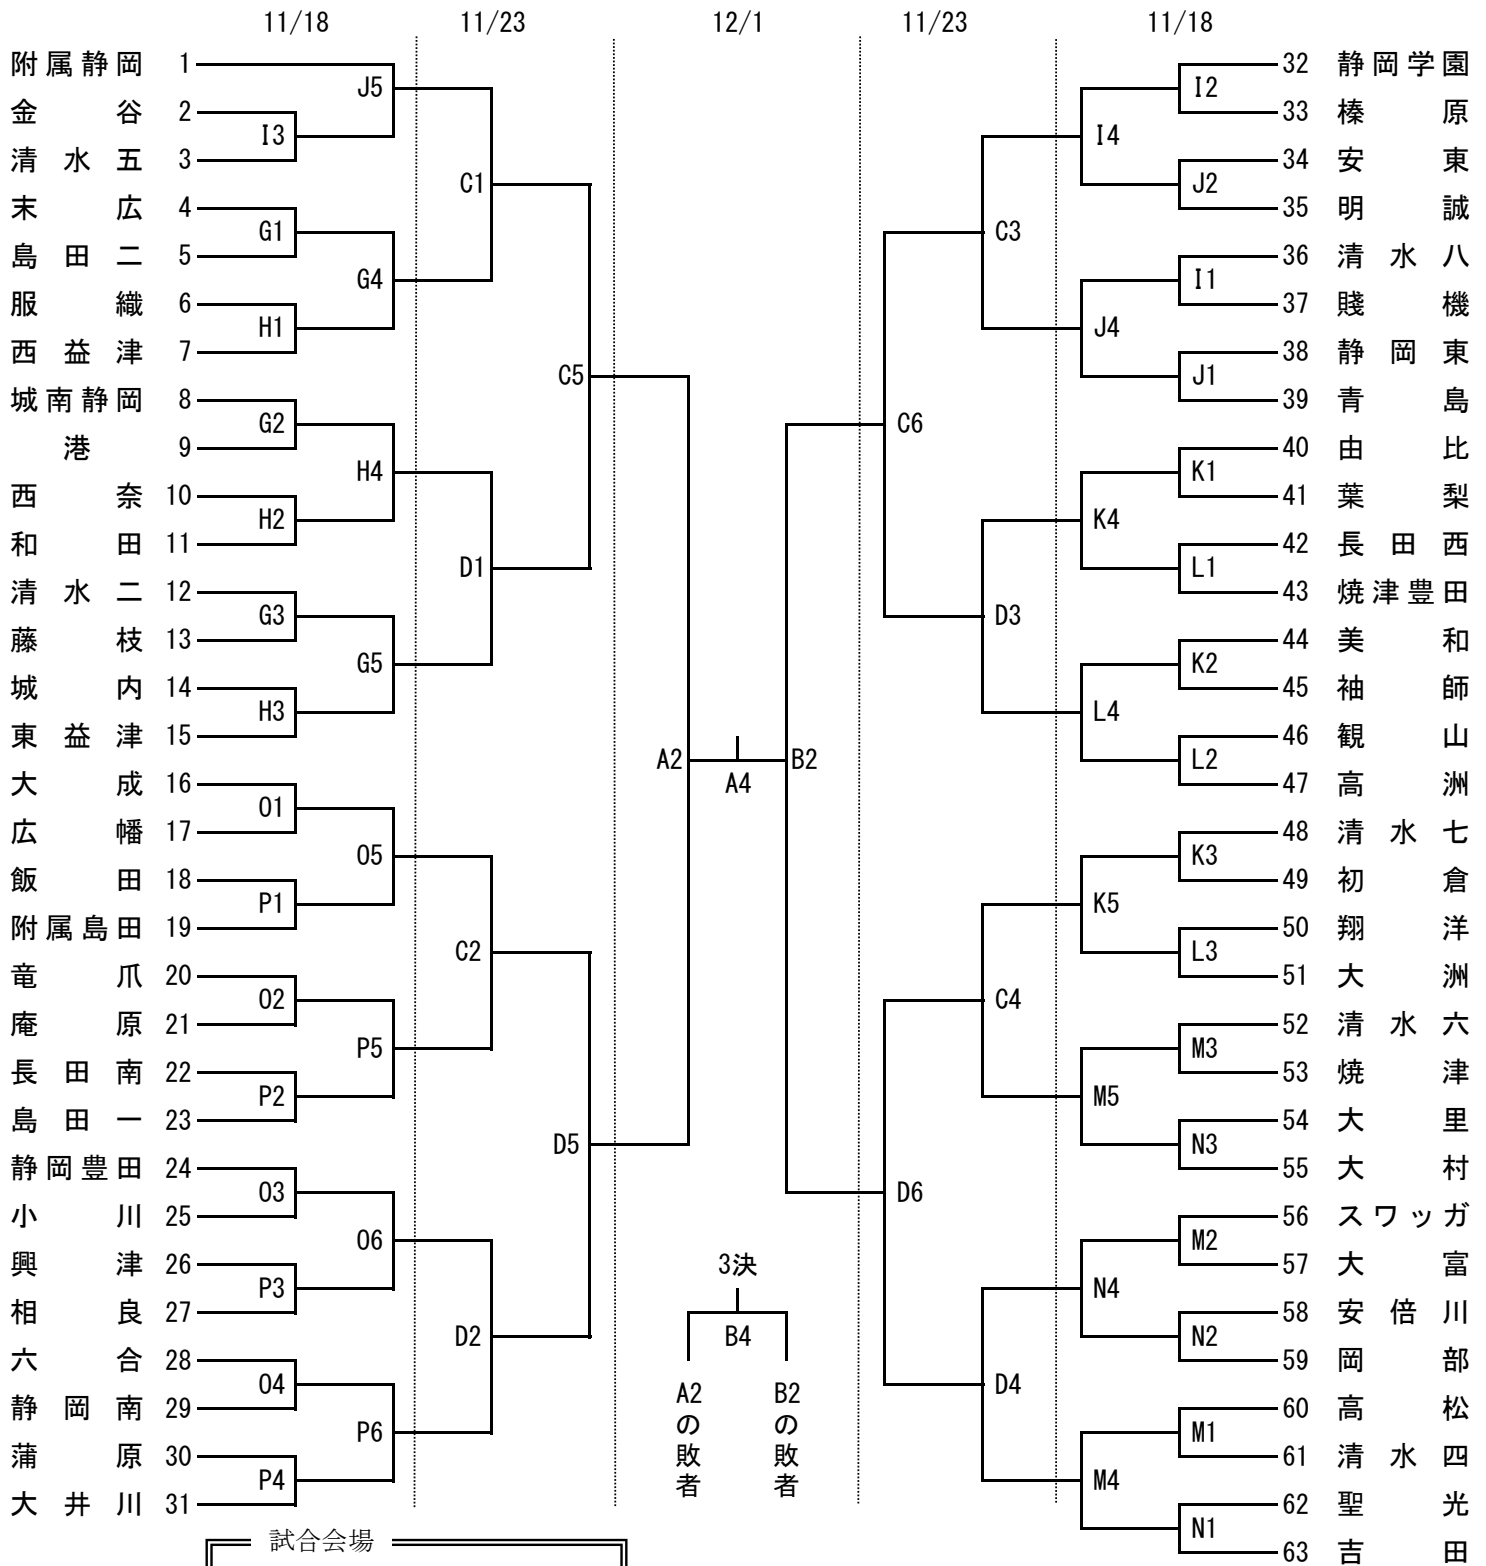 11/18 11/23 12/1 11/23 11/18
附属静岡 1
金谷 2
清水五 3
末広 4
島田二 5
服織 6
西益津 7
城南静岡 8
港 9
西奈 10
和田 11
清水二 12
藤枝 13
城内 14
東益津 15
大成 16
広幡 17
飯田 18
附属島田 19
竜爪 20
庵原 21
長田南 22
島田一 23
静岡豊田 24
小川 25
興津 26
相良 27
六合 28
静岡南 29
蒲原 30
大井川 31
I3
G1
H1
G2
H2
G3
H3
O1
P1
O2
P2
O3
P3
O4
P4
J5
G4
H4
G5
O5
P5
O6
P6
C1
D1
C2
D2
C5
D5
A2
A4
B2
3決
B4
A2の敗者
B2の敗者
C6
D6
C3
D3
C4
D4
I4
J4
K4
L4
K5
M5
N4
M4
I2
J2
I1
J1
K1
L1
K2
L2
K3
L3
M3
N3
M2
N2
M1
N1
32 静岡学園
33 榛原
34 安東
35 明誠
36 清水八
37 賤機
38 静岡東
39 青島
40 由比
41 葉梨
42 長田西
43 焼津豊田
44 美和
45 袖師
46 観山
47 高洲
48 清水七
49 初倉
50 翔洋
51 大洲
52 清水六
53 焼津
54 大里
55 大村
56 スワッガ
57 大富
58 安倍川
59 岡部
60 高松
61 清水四
62 聖光
63 吉田
試合会場